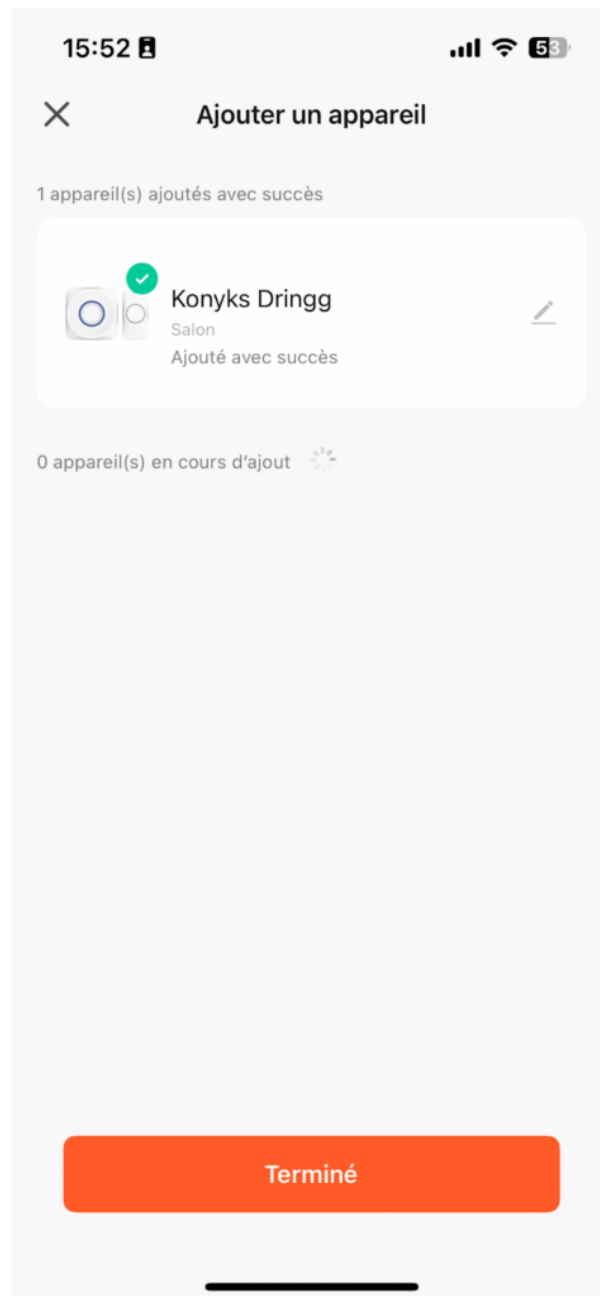 15:52
53
Ajouter un appareil
1 appareil(s) ajoutés avec succès
Konyks Dringg
Salon
Ajouté avec succès
0 appareil(s) en cours d'ajout
Terminé